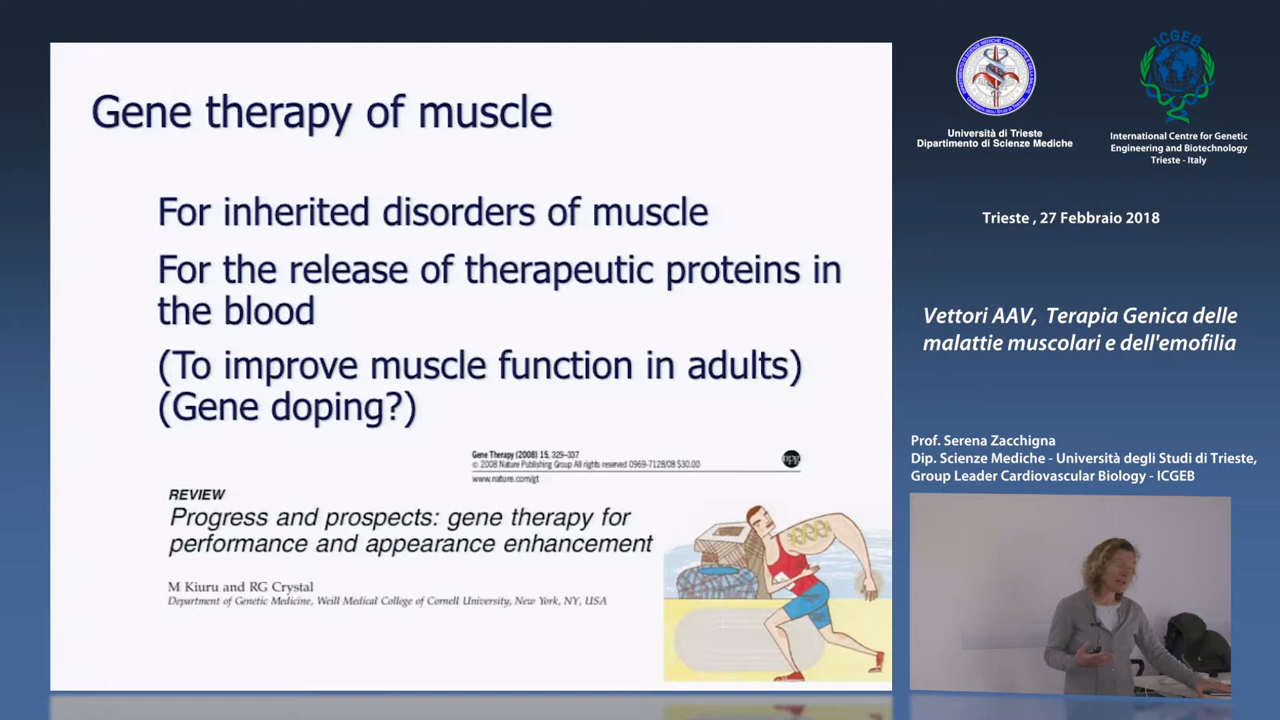 Gene therapy of muscle
For inherited disorders of muscle
For the release of therapeutic proteins in
the blood
(To improve muscle function in adults)
(Gene doping?)
Gene Therapy (2008) 15, 329–337
© 2008 Nature Publishing Group All rights reserved 0969-7128/08 $30.00
www.nature.com/gt
npg
REVIEW
Progress and prospects: gene therapy for
performance and appearance enhancement
M Kiuru and RG Crystal
Department of Genetic Medicine, Weill Medical College of Cornell University, New York, NY, USA
Università di Trieste
Dipartimento di Scienze Mediche
ICGEB
International Centre for Genetic
Engineering and Biotechnology
Trieste - Italy
Trieste , 27 Febbraio 2018
Vettori AAV, Terapia Genica delle
malattie muscolari e dell'emofilia
Prof. Serena Zacchigna
Dip. Scienze Mediche - Università degli Studi di Trieste,
Group Leader Cardiovascular Biology - ICGEB